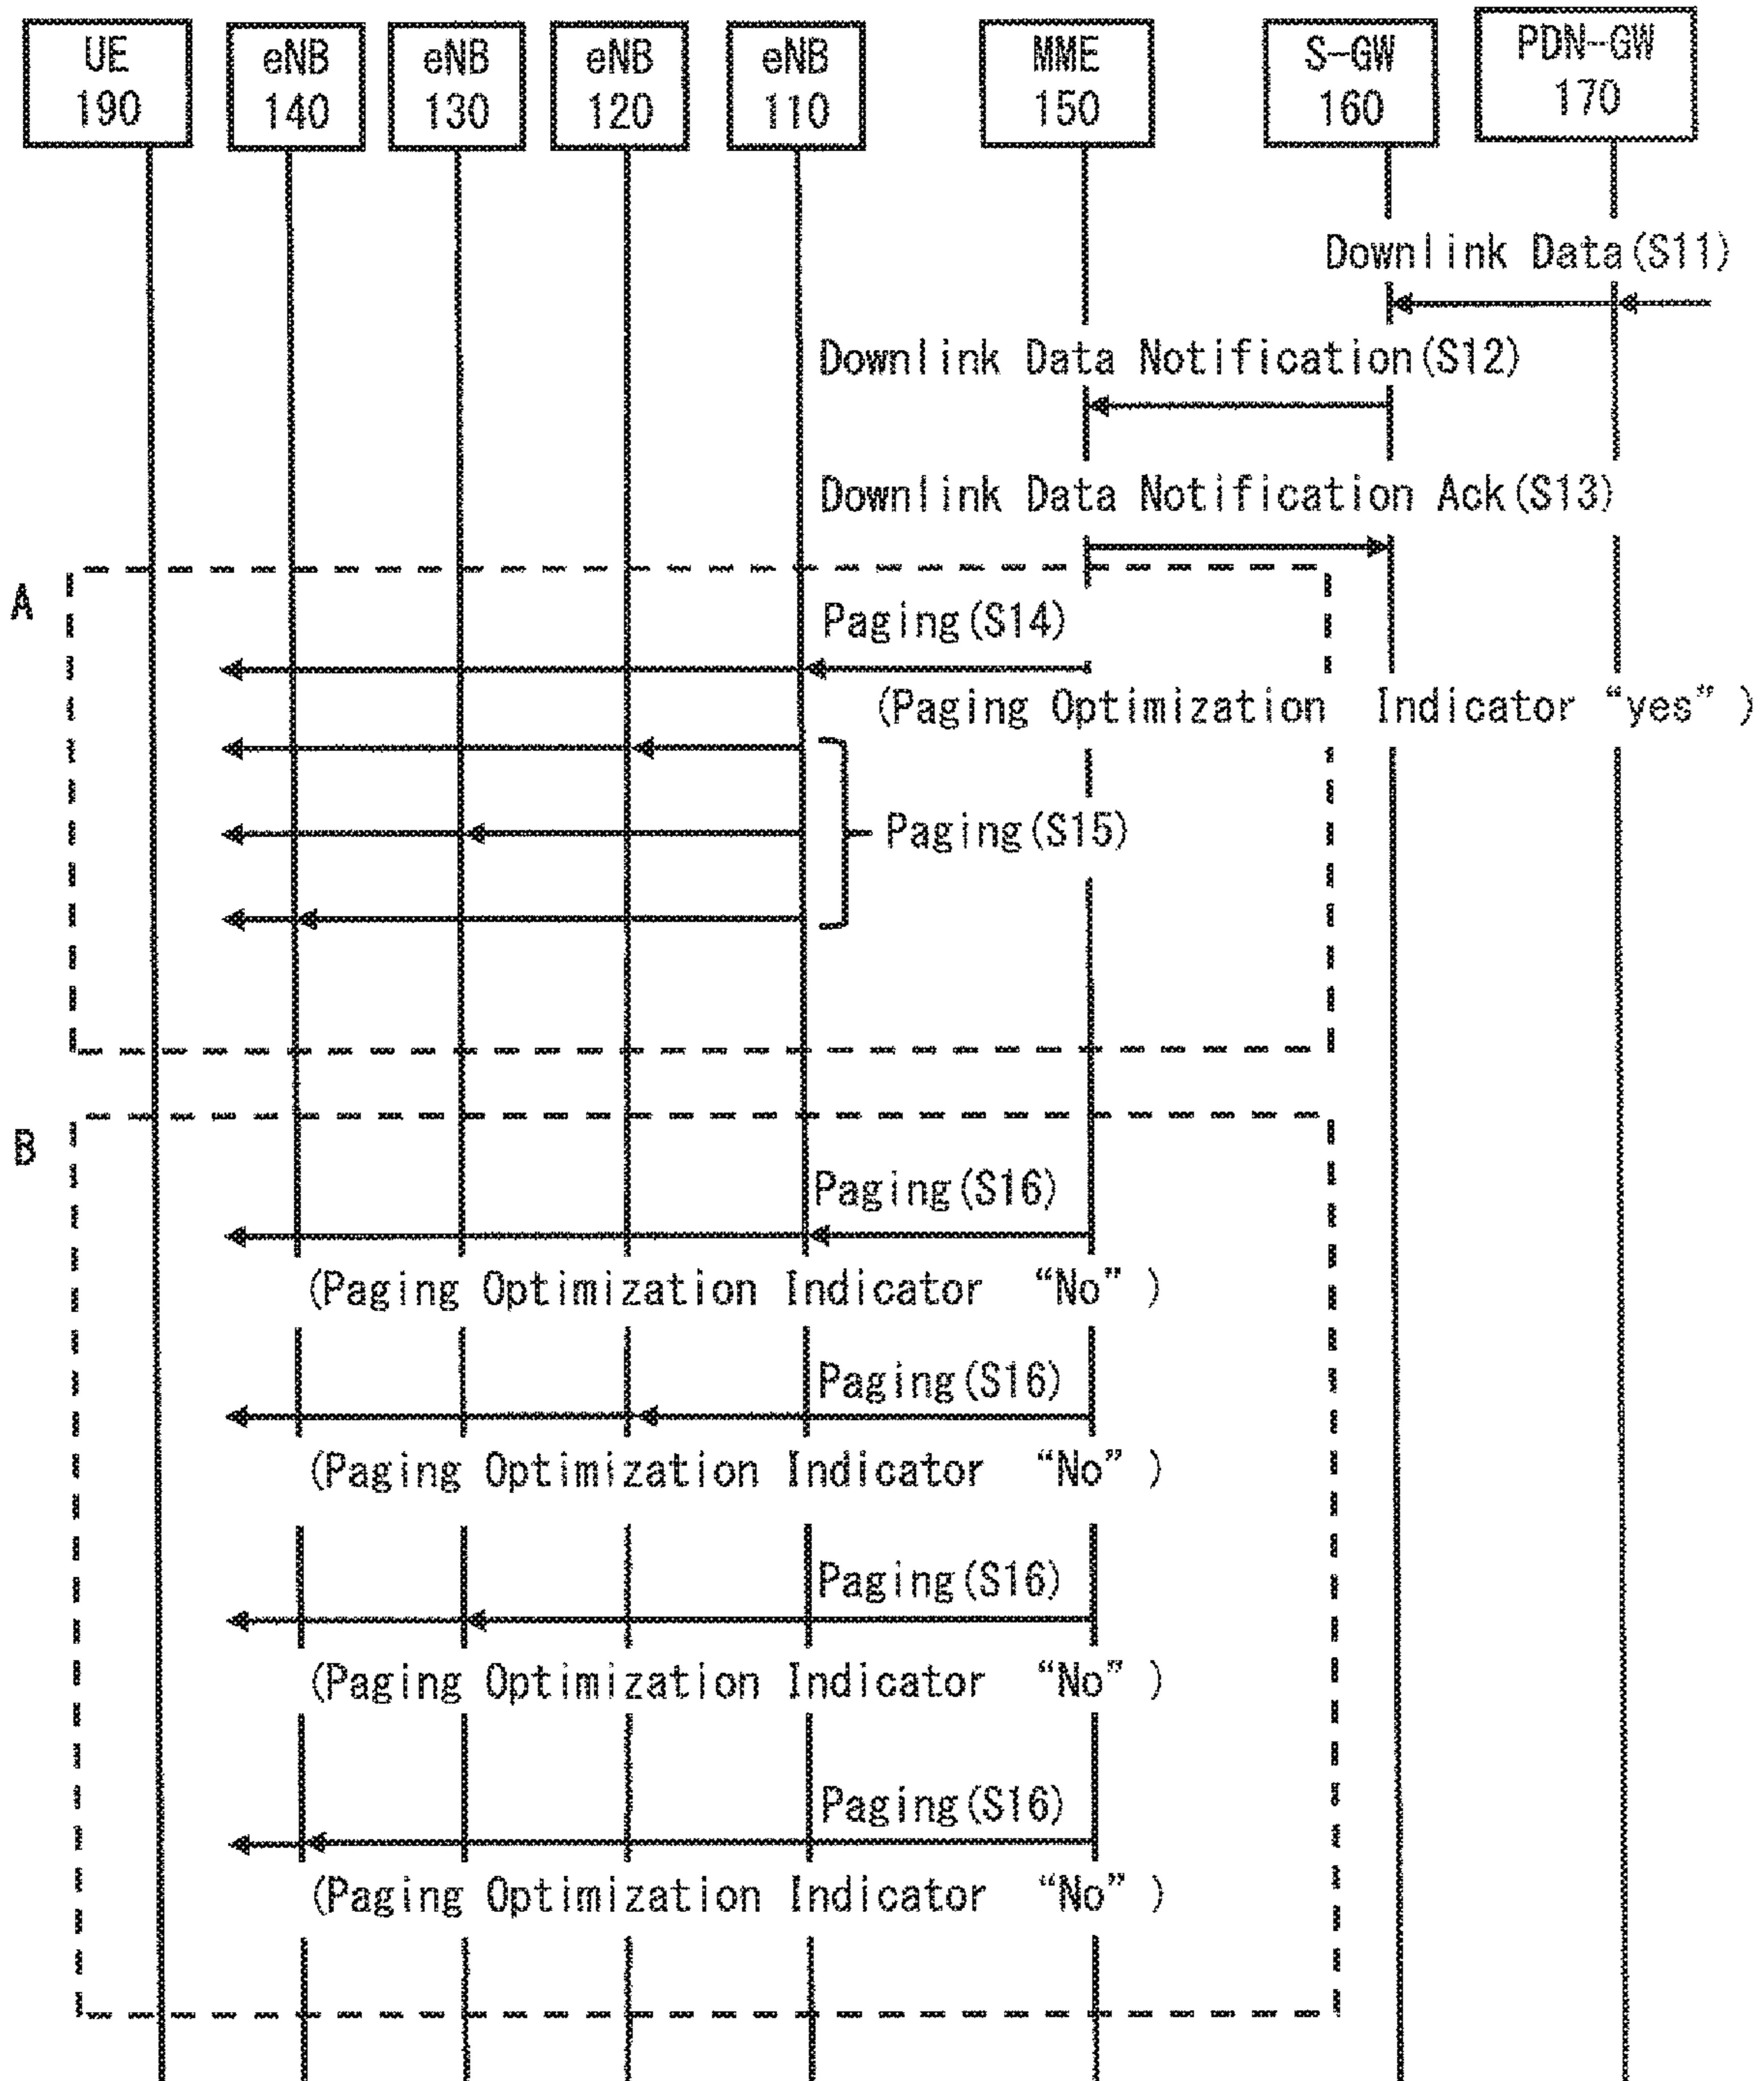 UE
190
eNB
140
eNB
130
eNB
120
eNB
110
MME
150
S-GW
160
PDN-GW
170
Downlink Data(S11)
Downlink Data Notification(S12)
Downlink Data Notification Ack(S13)
A
Paging(S14)
(Paging Optimization Indicator “yes” )
Paging(S15)
B
Paging(S16)
(Paging Optimization Indicator “No” )
Paging(S16)
(Paging Optimization Indicator “No” )
Paging(S16)
(Paging Optimization Indicator “No” )
Paging(S16)
(Paging Optimization Indicator “No” )